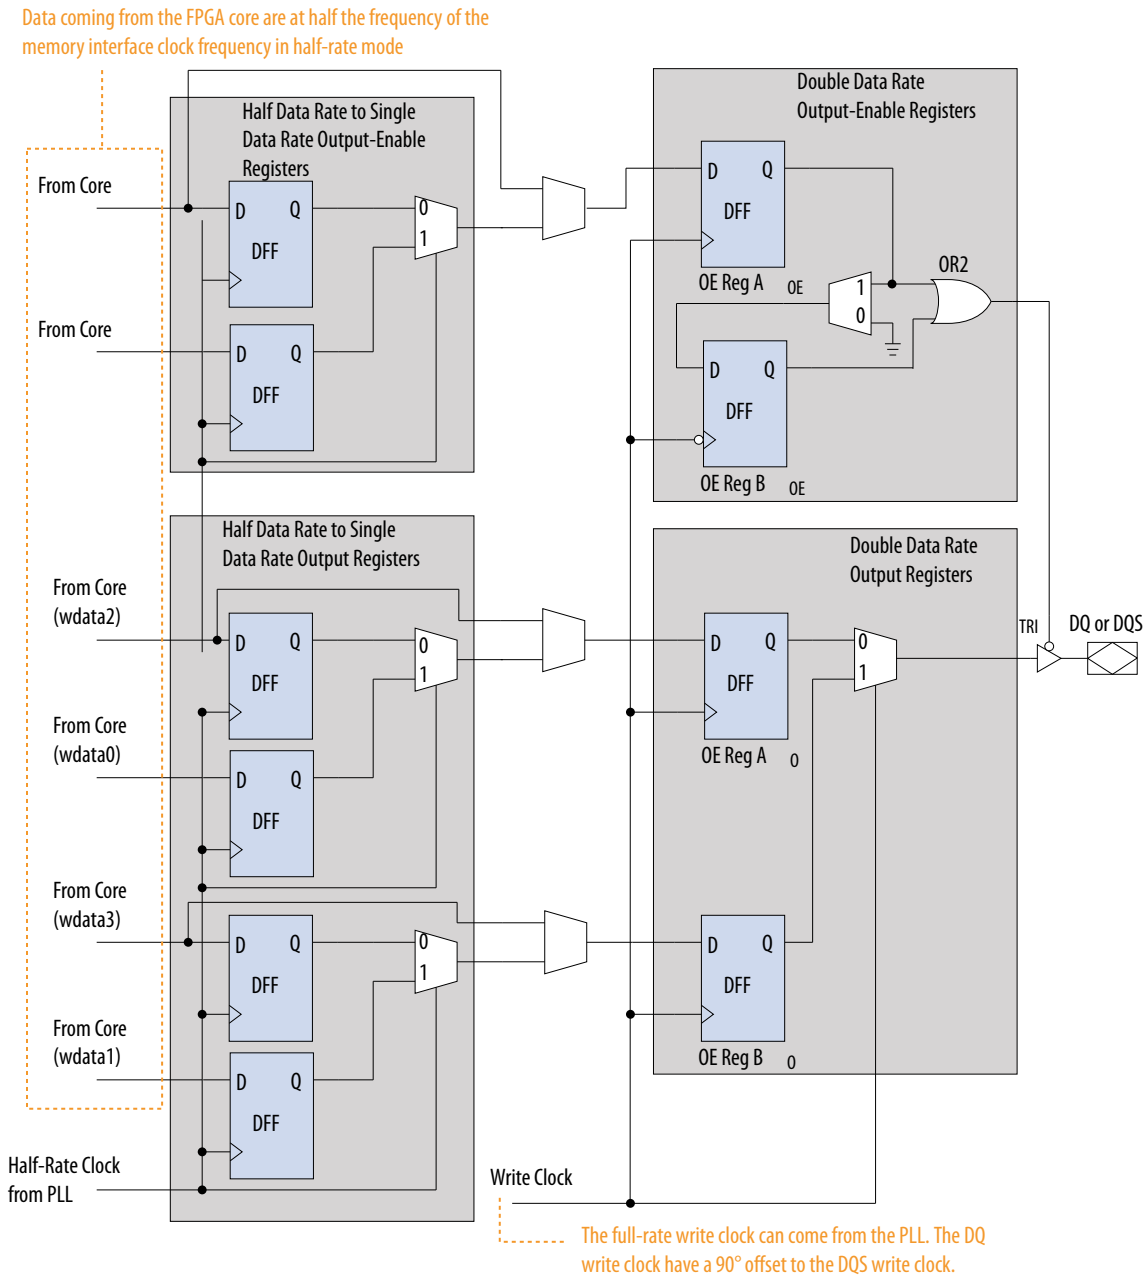 Data coming from the FPGA core are at half the frequency of the
memory interface clock frequency in half-rate mode
Half Data Rate to Single
Data Rate Output-Enable
Registers
Double Data Rate
Output-Enable Registers
From Core
D Q
DFF
0
1
D Q
DFF
OE Reg A OE
OR2
1
0
From Core
D Q
DFF
D Q
DFF
OE Reg B OE
Half Data Rate to Single
Data Rate Output Registers
Double Data Rate
Output Registers
From Core
(wdata2)
D Q
DFF
0
1
D Q
DFF
OE Reg A O
0
1
TRI
DQ or DQS
From Core
(wdata0)
D Q
DFF
From Core
(wdata3)
D Q
DFF
0
1
D Q
DFF
OE Reg B O
From Core
(wdata1)
D Q
DFF
Half-Rate Clock
from PLL
Write Clock
The full-rate write clock can come from the PLL. The DQ
write clock have a 90° offset to the DQS write clock.